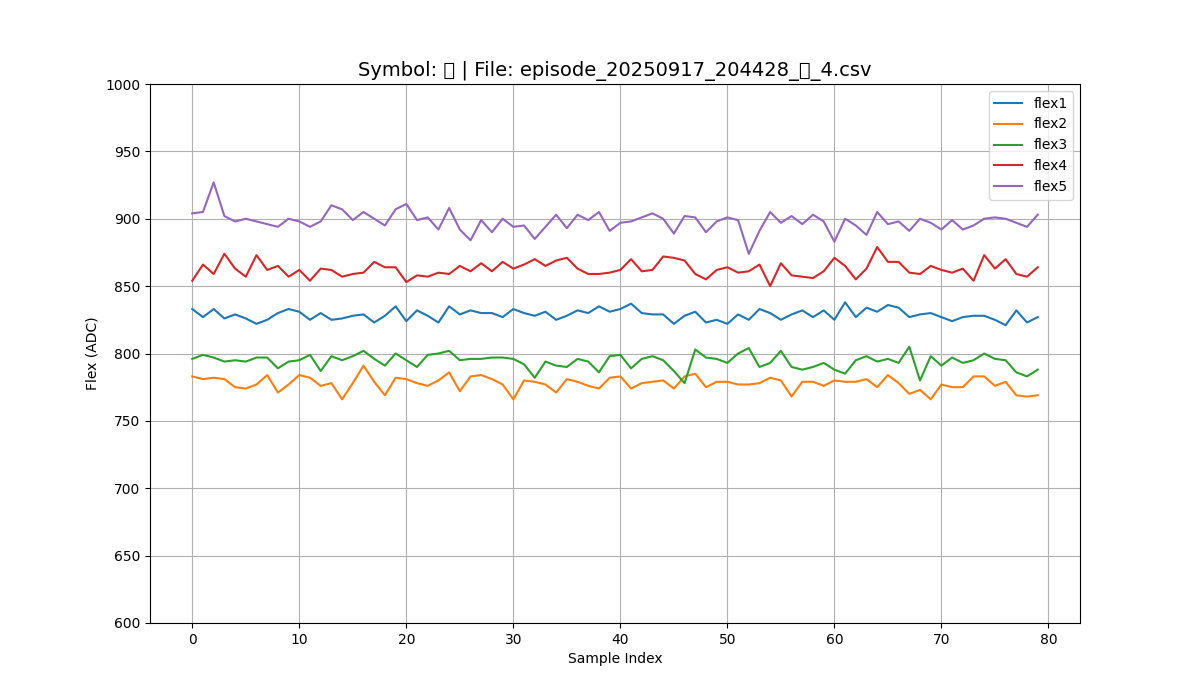 Symbol: | File: episode_20250917_204428_ _4.csv
1000
950
900
850
800
750
700
650
600
Flex (ADC)
0 10 20 30 40 50 60 70 80
Sample Index
flex1
flex2
flex3
flex4
flex5